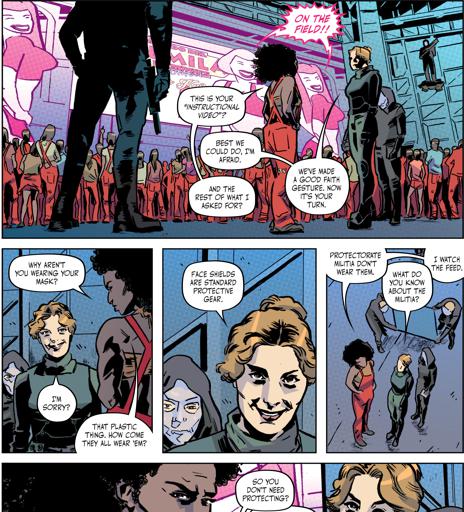 ON THE
FIELD!!
MIL
THIS IS YOUR
"INSTRUCTIONAL
VIDEO"?
BEST WE
COULD DO, I'M
AFRAID.
AND THE
REST OF WHAT I
ASKED FOR?
WE'VE MADE
A GOOD FAITH
GESTURE. NOW
IT'S YOUR
TURN.
WHY AREN'T
YOU WEARING YOUR
MASK?
I'M
SORRY?
THAT PLASTIC
THING. HOW COME
THEY ALL WEAR 'EM?
FACE SHIELDS
ARE STANDARD
PROTECTIVE
GEAR.
PROTECTORATE
MILITIA DON'T
WEAR THEM.
WHAT DO
YOU KNOW
ABOUT THE
MILITIA?
I WATCH
THE FEED.
SO YOU
DON'T NEED
PROTECTING?